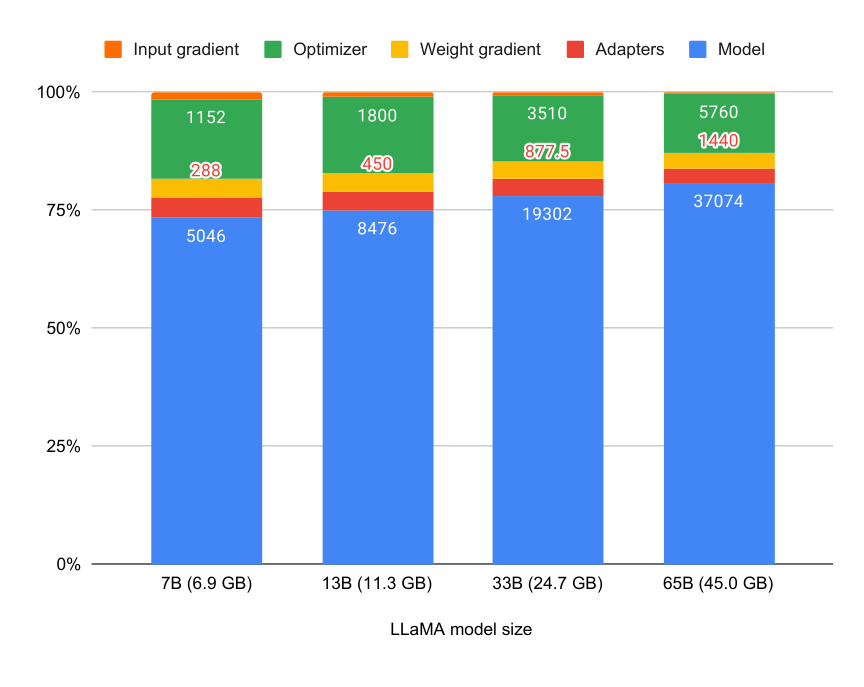 Input gradient Optimizer Weight gradient Adapters Model
100%
1152 1800 3510 5760
288 450 877.5 1440
75%
5046 8476 19302 37074
50%
25%
0%
7B (6.9 GB) 13B (11.3 GB) 33B (24.7 GB) 65B (45.0 GB)
LLaMA model size